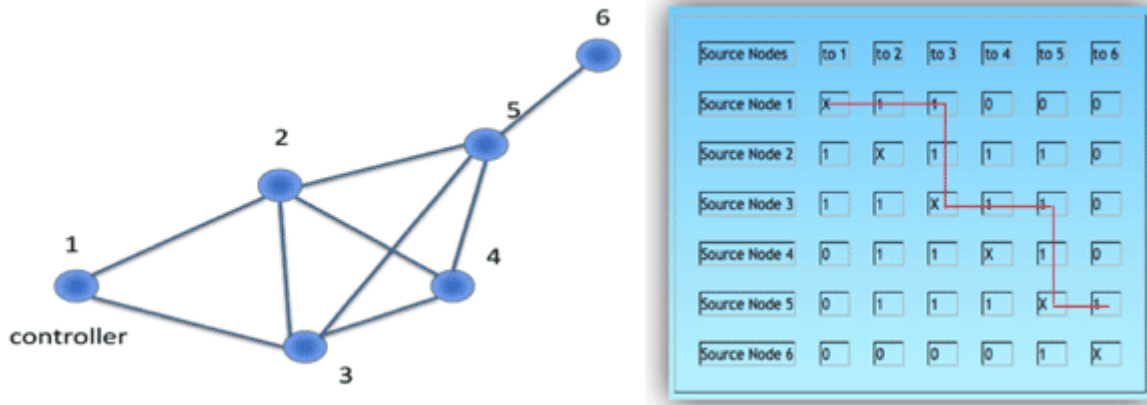 6
5
2
1
4
controller
3
Source Nodes to 1 to 2 to 3 to 4 to 5 to 6
Source Node 1 X 1 1 0 0 0
Source Node 2 1 X 1 1 1 0
Source Node 3 1 1 X 1 1 0
Source Node 4 0 1 1 X 1 0
Source Node 5 0 1 1 1 X 1
Source Node 6 0 0 0 0 1 X